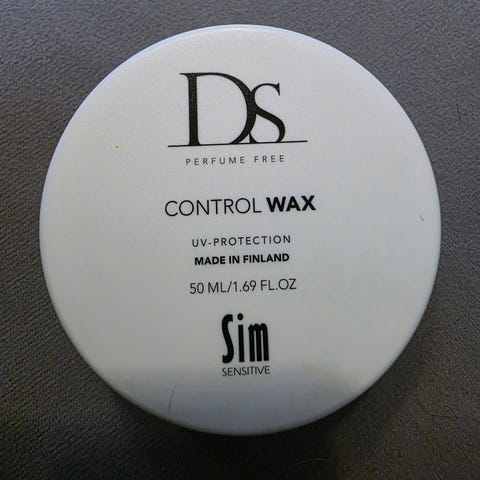 DS
PERFUME FREE
CONTROL WAX
UV-PROTECTION
MADE IN FINLAND
50 ML/1.69 FL.OZ
Sim
SENSITIVE